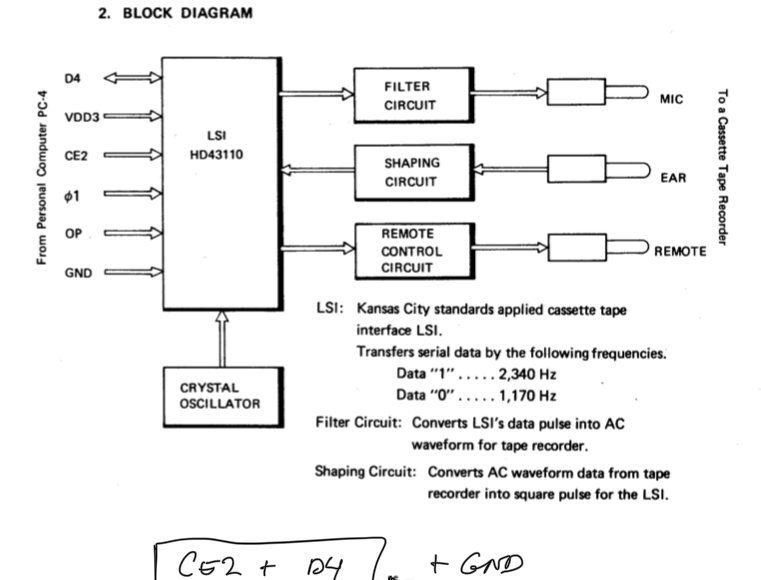 2. BLOCK DIAGRAM
From Personal Computer PC-4
D4
VDD3
CE2
φ1
OP
GND
LSI
HD43110
CRYSTAL
OSCILLATOR
FILTER
CIRCUIT
SHAPING
CIRCUIT
REMOTE
CONTROL
CIRCUIT
MIC
EAR
REMOTE
To a Cassette Tape Recorder
LSI: Kansas City standards applied cassette tape
interface LSI.
Transfers serial data by the following frequencies.
Data "1" ..... 2,340 Hz
Data "0" ..... 1,170 Hz
Filter Circuit: Converts LSI's data pulse into AC
waveform for tape recorder.
Shaping Circuit: Converts AC waveform data from tape
recorder into square pulse for the LSI.
CE2 + D4 + GND